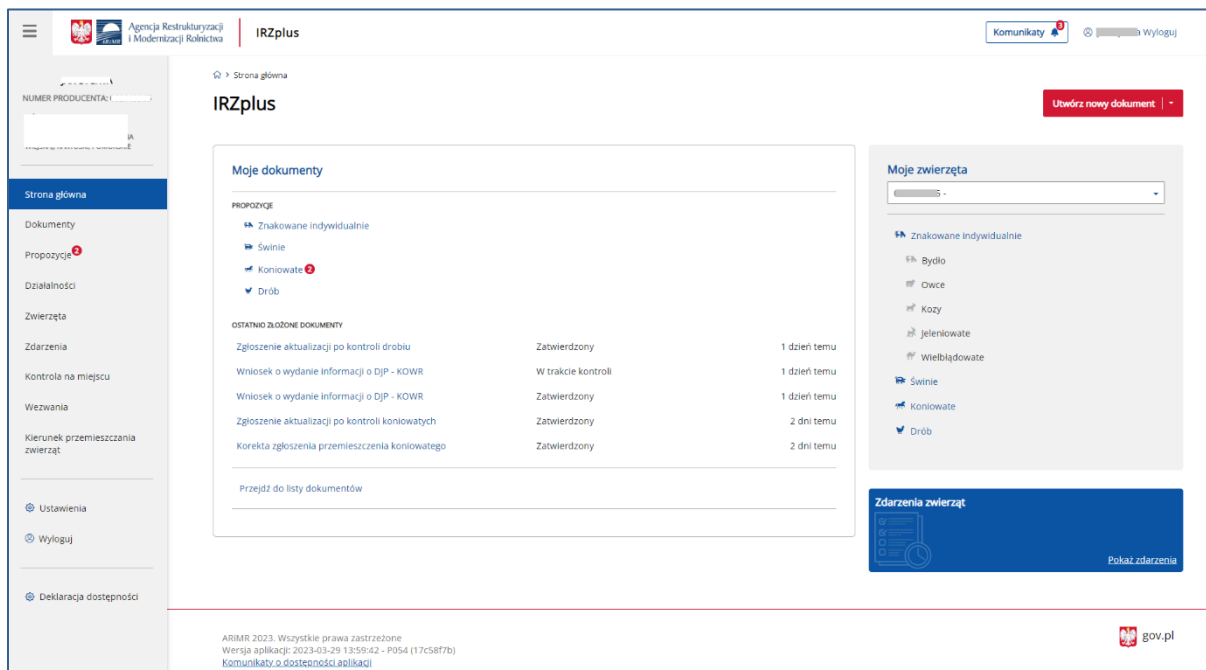 Agencja Restrukturyzacji
i Modernizacji Rolnictwa
ARiMR
IRZplus
Komunikaty 3
Wyloguj
NUMER PRODUCENTA:
Strona główna
Dokumenty
Propozycje 2
Działalności
Zwierzęta
Zdarzenia
Kontrola na miejscu
Wezwania
Kierunek przemieszczania
zwierząt
Ustawienia
Wyloguj
Deklaracja dostępności
> Strona główna
IRZplus
Utwórz nowy dokument
Moje dokumenty
PROPOZYCJE
Znakowane indywidualnie
Świnie
Koniowate 2
Drób
OSTATNIO ZŁOŻONE DOKUMENTY
Zgłoszenie aktualizacji po kontroli drobiu Zatwierdzony 1 dzień temu
Wniosek o wydanie informacji o DJP - KOWR W trakcie kontroli 1 dzień temu
Wniosek o wydanie informacji o DJP - KOWR Zatwierdzony 1 dzień temu
Zgłoszenie aktualizacji po kontroli koniowatych Zatwierdzony 2 dni temu
Korekta zgłoszenia przemieszczenia koniowatego Zatwierdzony 2 dni temu
Przejdź do listy dokumentów
Moje zwierzęta
5 -
Znakowane indywidualnie
Bydło
Owce
Kozy
Jeleniowate
Wielbłądowate
Świnie
Koniowate
Drób
Zdarzenia zwierząt
Pokaż zdarzenia
ARiMR 2023. Wszystkie prawa zastrzeżone
Wersja aplikacji: 2023-03-29 13:59:42 - P054 (17c58f7b)
Komunikaty o dostępności aplikacji
gov.pl